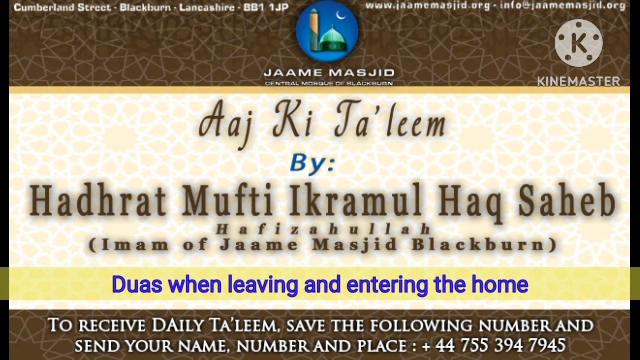 Cumberland Street - Blackburn - Lancashire - BB1 1JP
www.jaamemasjid.org - info@jaamemasjid.org
KINEMASTER
JAAME MASJID
CENTRAL MOSQUE OF BLACKBURN
Aaj Ki Ta'leem
By:
Hadhrat Mufti Ikramul Haq Saheb
Hafizahullah
(Imam of Jaame Masjid Blackburn)
Duas when leaving and entering the home
TO RECEIVE DAILY TA'LEEM, SAVE THE FOLLOWING NUMBER AND
SEND YOUR NAME, NUMBER AND PLACE : + 44 755 394 7945